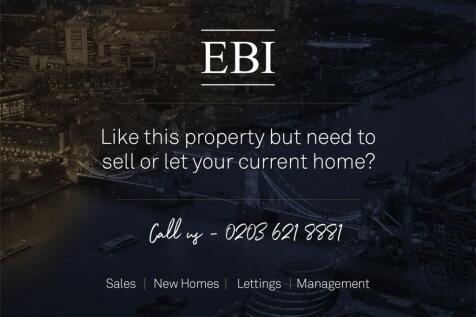 EBI
Like this property but need to
sell or let your current home?
Call us - 0203 621 8881
Sales | New Homes | Lettings | Management